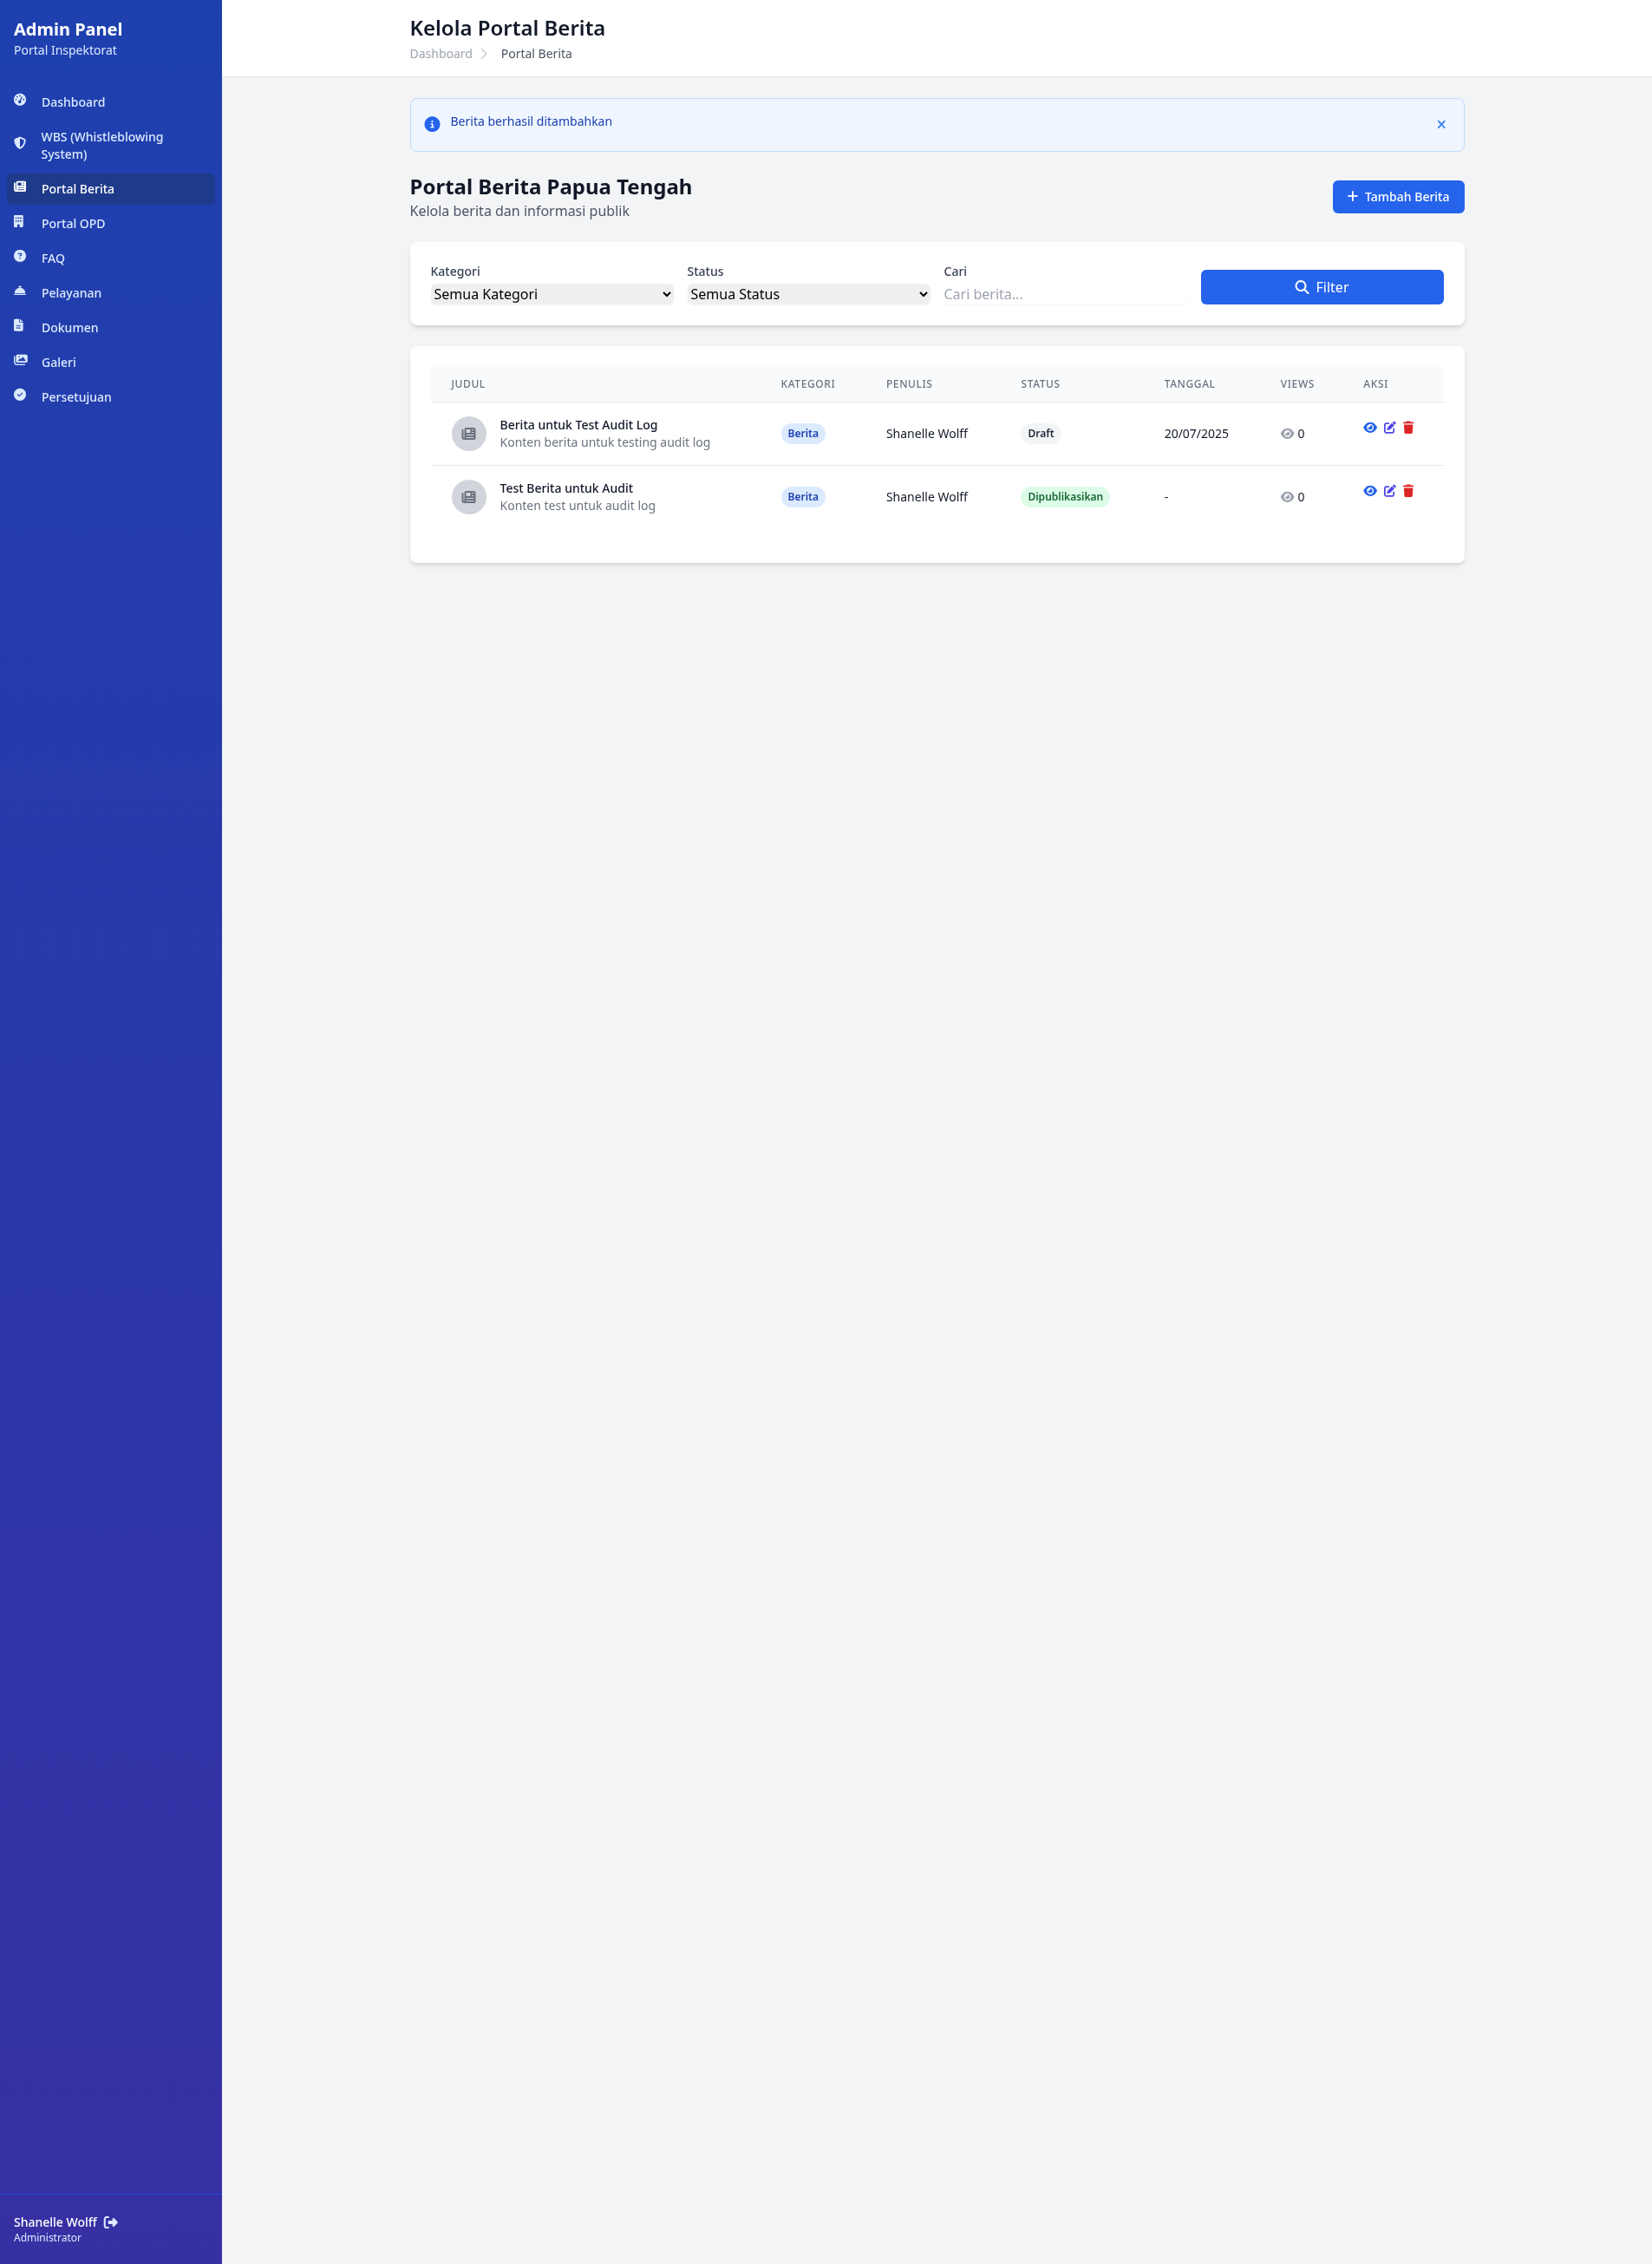 Admin Panel
Portal Inspektorat
Dashboard
WBS (Whistleblowing
System)
Portal Berita
Portal OPD
FAQ
Pelayanan
Dokumen
Galeri
Persetujuan
Shanelle Wolff
Administrator
Kelola Portal Berita
Dashboard Portal Berita
Berita berhasil ditambahkan
Portal Berita Papua Tengah
Kelola berita dan informasi publik
Tambah Berita
Kategori
Semua Kategori
Status
Semua Status
Cari
Cari berita...
Filter
JUDUL KATEGORI PENULIS STATUS TANGGAL VIEWS AKSI
Berita untuk Test Audit Log
Konten berita untuk testing audit log
Berita Shanelle Wolff Draft 20/07/2025 0
Test Berita untuk Audit
Konten test untuk audit log
Berita Shanelle Wolff Dipublikasikan - 0